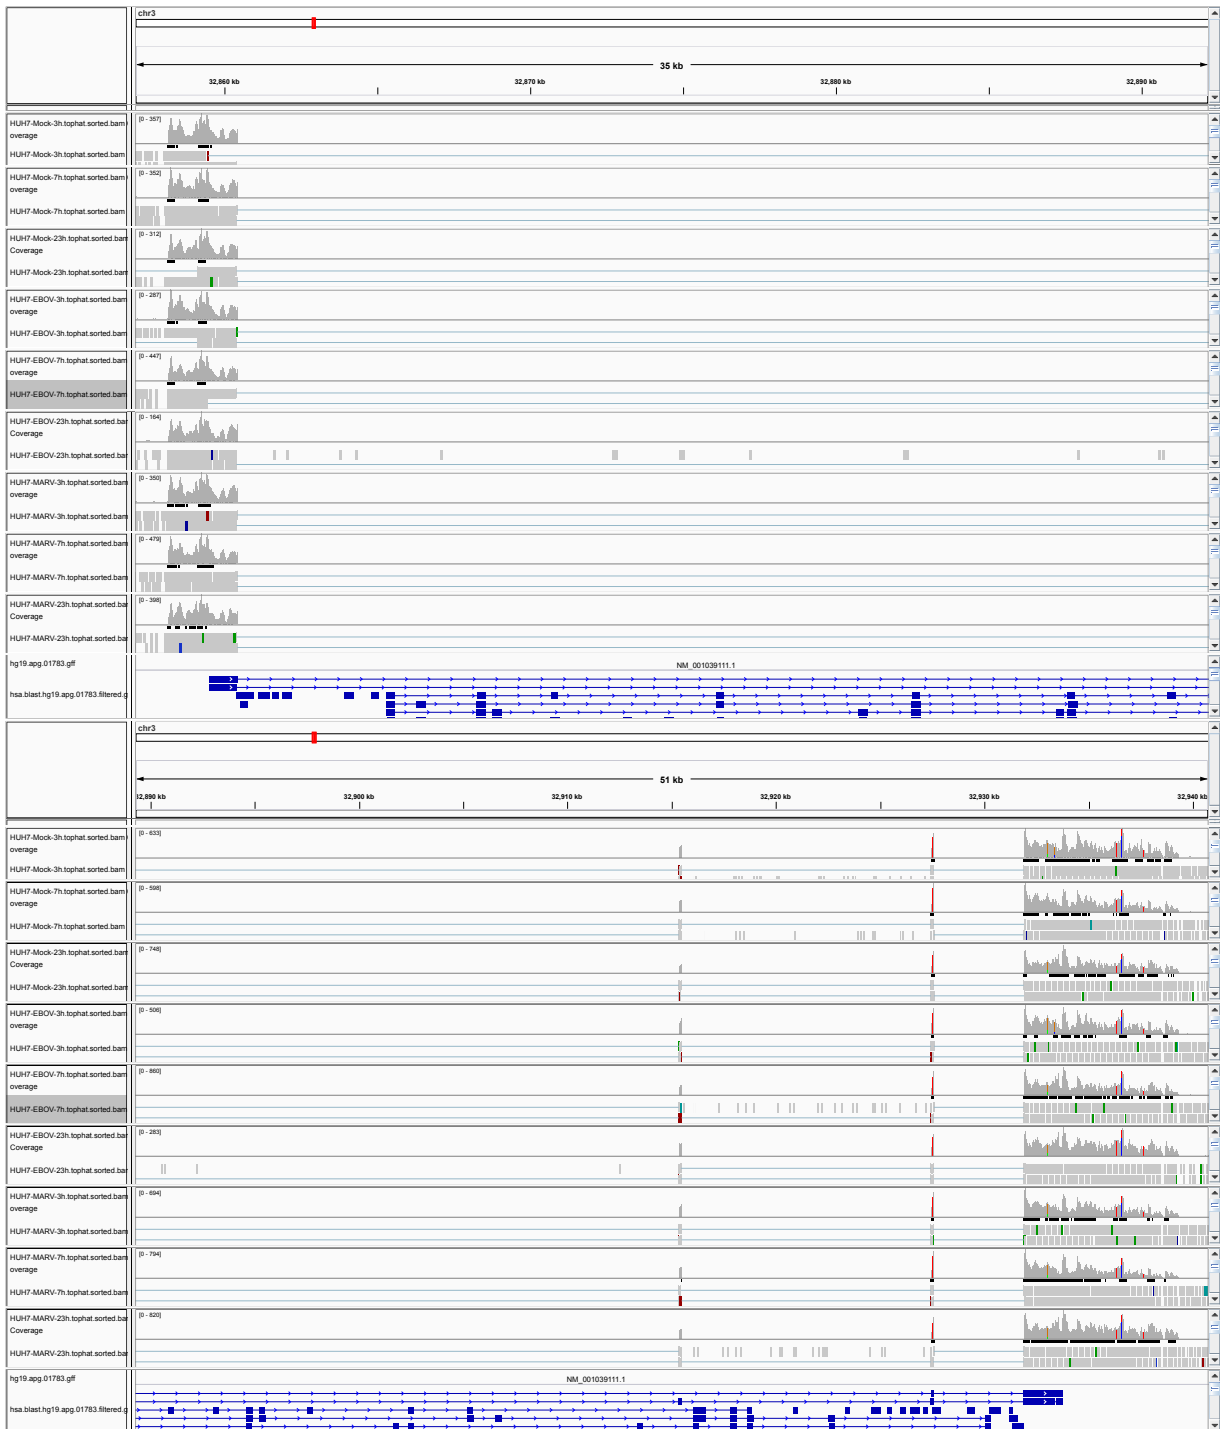 chr3
35 kb
32,860 kb 32,870 kb 32,880 kb 32,890 kb
HUH7-Mock-3h.tophat.sorted.bam [0 - 357]
overage
HUH7-Mock-3h.tophat.sorted.bam
HUH7-Mock-7h.tophat.sorted.bam [0 - 352]
overage
HUH7-Mock-7h.tophat.sorted.bam
HUH7-Mock-23h.tophat.sorted.bam [0 - 312]
Coverage
HUH7-Mock-23h.tophat.sorted.bam
HUH7-EBOV-3h.tophat.sorted.bam [0 - 287]
overage
HUH7-EBOV-3h.tophat.sorted.bam
HUH7-EBOV-7h.tophat.sorted.bam [0 - 447]
overage
HUH7-EBOV-7h.tophat.sorted.bam
HUH7-EBOV-23h.tophat.sorted.bar [0 - 164]
Coverage
HUH7-EBOV-23h.tophat.sorted.bar
HUH7-MARV-3h.tophat.sorted.bam [0 - 350]
overage
HUH7-MARV-3h.tophat.sorted.bam
HUH7-MARV-7h.tophat.sorted.bam [0 - 479]
overage
HUH7-MARV-7h.tophat.sorted.bam
HUH7-MARV-23h.tophat.sorted.bar [0 - 398]
Coverage
HUH7-MARV-23h.tophat.sorted.bar
hg19.apg.01783.gff NM_001039111.1
hsa.blast.hg19.apg.01783.filtered.g
chr3
51 kb
32,890 kb 32,900 kb 32,910 kb 32,920 kb 32,930 kb 32,940 kb
HUH7-Mock-3h.tophat.sorted.bam [0 - 633]
overage
HUH7-Mock-3h.tophat.sorted.bam
HUH7-Mock-7h.tophat.sorted.bam [0 - 598]
overage
HUH7-Mock-7h.tophat.sorted.bam
HUH7-Mock-23h.tophat.sorted.bam [0 - 748]
Coverage
HUH7-Mock-23h.tophat.sorted.bam
HUH7-EBOV-3h.tophat.sorted.bam [0 - 506]
overage
HUH7-EBOV-3h.tophat.sorted.bam
HUH7-EBOV-7h.tophat.sorted.bam [0 - 860]
overage
HUH7-EBOV-7h.tophat.sorted.bam
HUH7-EBOV-23h.tophat.sorted.bar [0 - 283]
Coverage
HUH7-EBOV-23h.tophat.sorted.bar
HUH7-MARV-3h.tophat.sorted.bam [0 - 694]
overage
HUH7-MARV-3h.tophat.sorted.bam
HUH7-MARV-7h.tophat.sorted.bam [0 - 794]
overage
HUH7-MARV-7h.tophat.sorted.bam
HUH7-MARV-23h.tophat.sorted.bar [0 - 820]
Coverage
HUH7-MARV-23h.tophat.sorted.bar
hg19.apg.01783.gff NM_001039111.1
hsa.blast.hg19.apg.01783.filtered.g